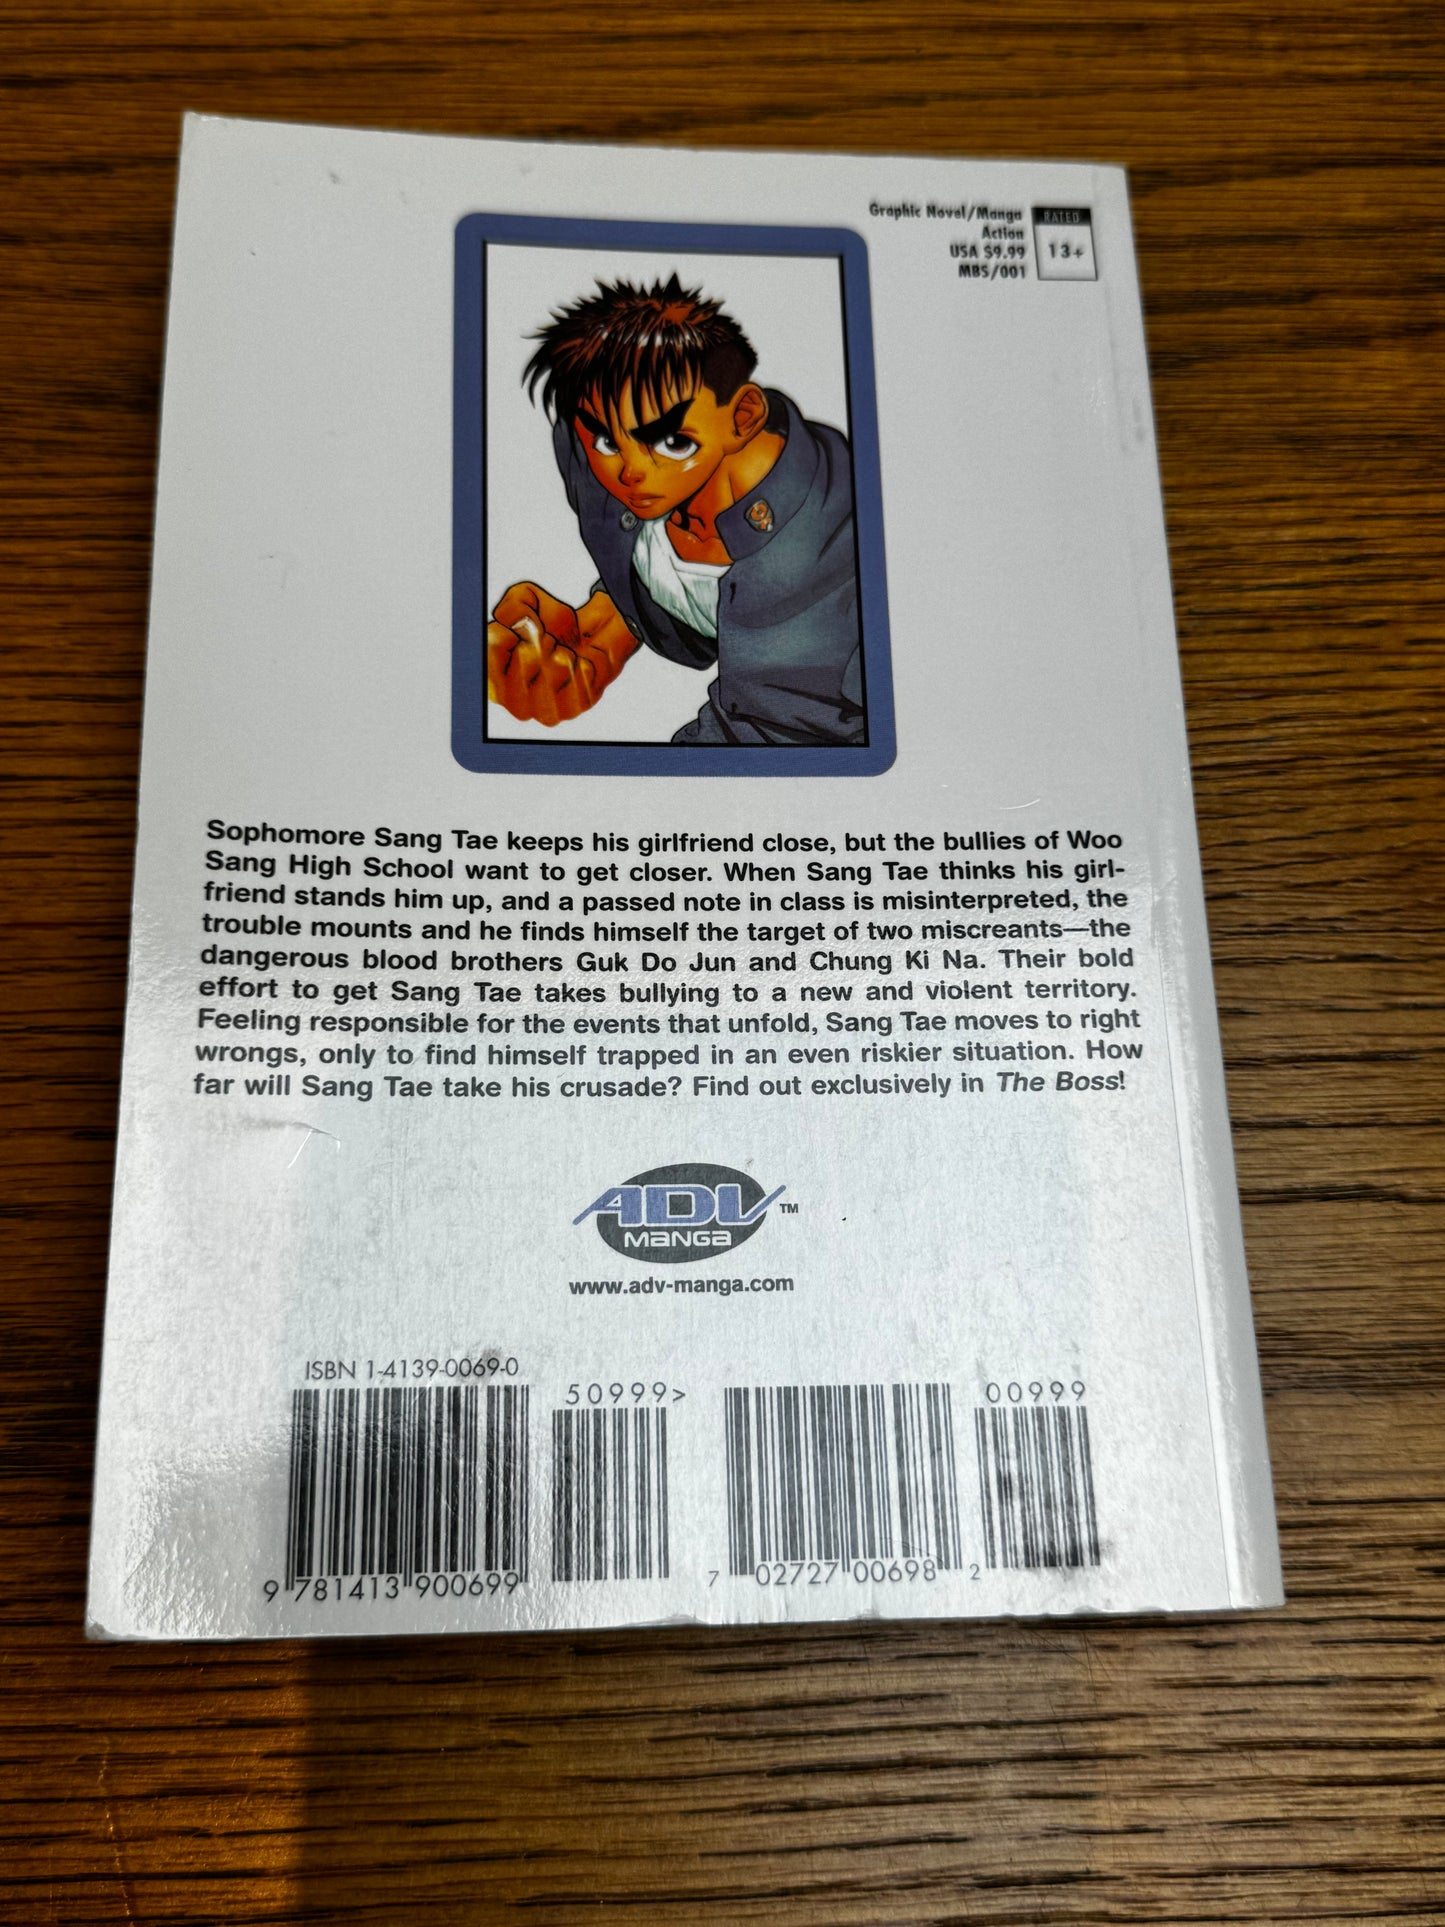 Graphic Novel/Manga
Action
USA $9.99
MBS/001
RATED
13+
Sophomore Sang Tae keeps his girlfriend close, but the bullies of Woo
Sang High School want to get closer. When Sang Tae thinks his girl-
friend stands him up, and a passed note in class is misinterpreted, the
trouble mounts and he finds himself the target of two miscreants—the
dangerous blood brothers Guk Do Jun and Chung Ki Na. Their bold
effort to get Sang Tae takes bullying to a new and violent territory.
Feeling responsible for the events that unfold, Sang Tae moves to right
wrongs, only to find himself trapped in an even riskier situation. How
far will Sang Tae take his crusade? Find out exclusively in The Boss!
ADV TM
MANGA
www.adv-manga.com
ISBN 1-4139-0069-0
50999>
00999
9 781413 900699
7 02727 00698 2